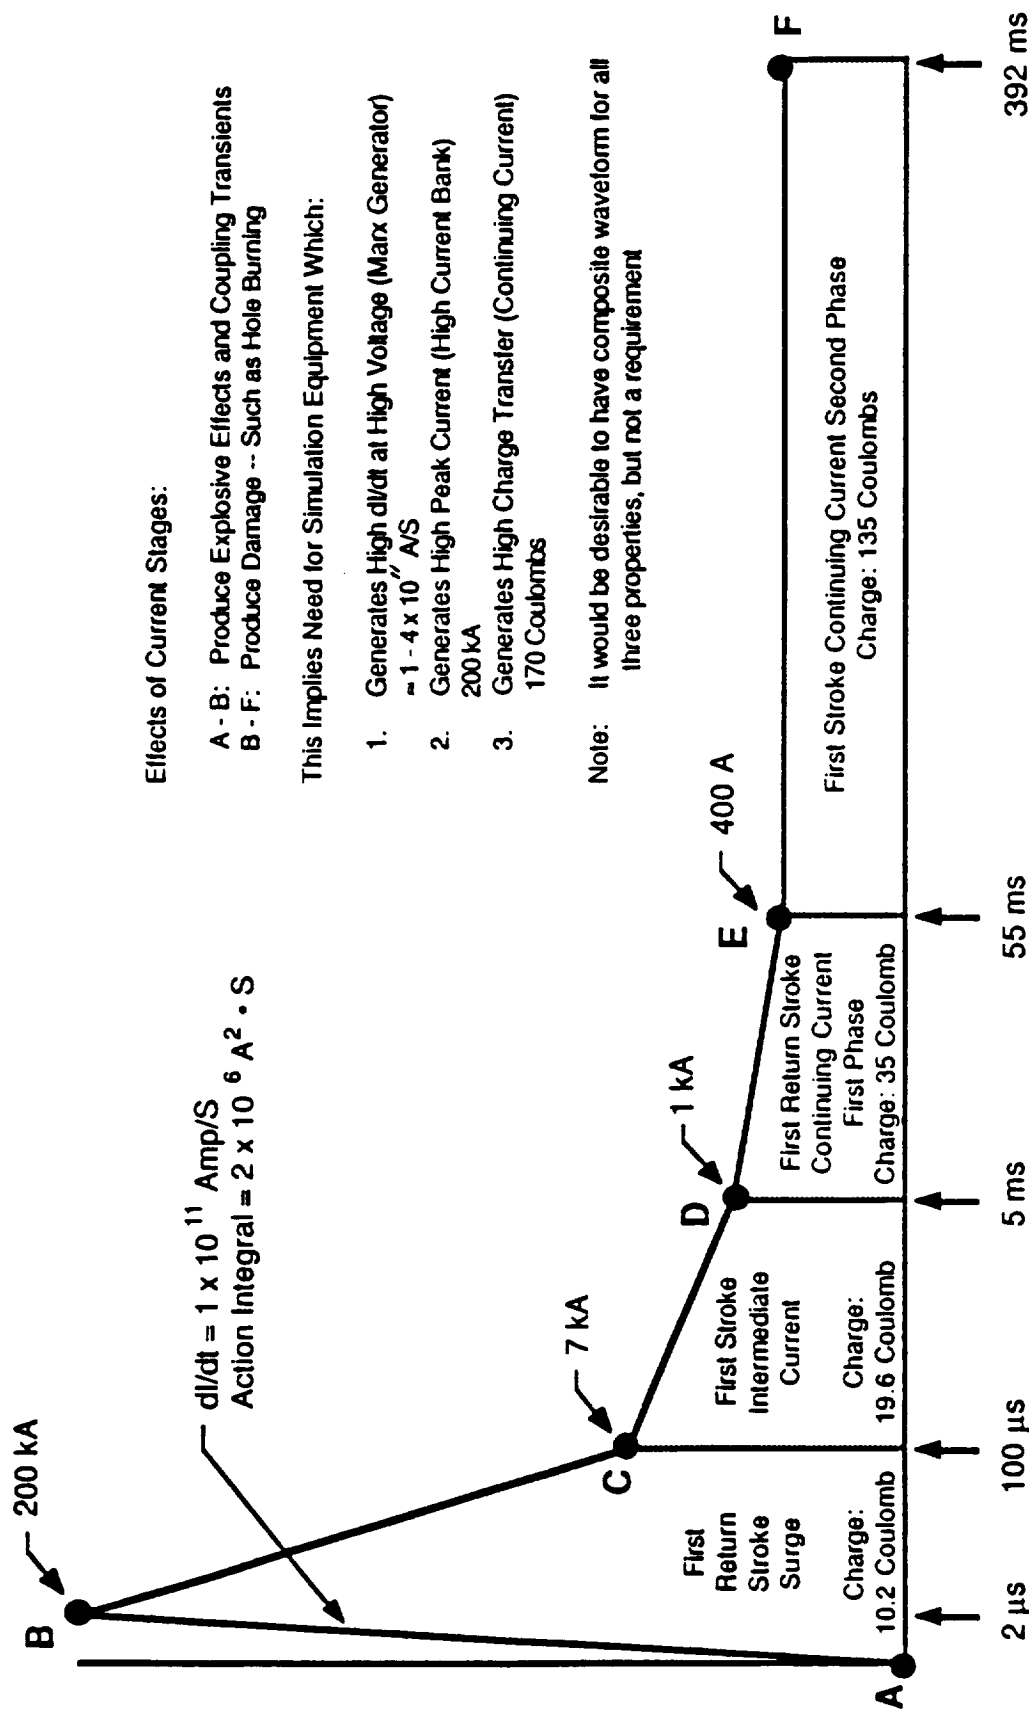 B
200 kA
dI/dt = 1 x 10 11 Amp/S
Action Integral = 2 x 10 6 A2 • S
Effects of Current Stages:
A - B: Produce Explosive Effects and Coupling Transients
B - F: Produce Damage -- Such as Hole Burning
This Implies Need for Simulation Equipment Which:
1. Generates High dI/dt at High Voltage (Marx Generator)
≈ 1 - 4 x 10 11 A/S
2. Generates High Peak Current (High Current Bank)
200 kA
3. Generates High Charge Transfer (Continuing Current)
170 Coulombs
Note: It would be desirable to have composite waveform for all
three properties, but not a requirement
C
7 kA
D
1 kA
E
400 A
F
First
Return
Stroke
Surge
Charge:
10.2 Coulomb
First Stroke
Intermediate
Current
Charge:
19.6 Coulomb
First Return Stroke
Continuing Current
First Phase
Charge: 35 Coulomb
First Stroke Continuing Current Second Phase
Charge: 135 Coulombs
A
2 µs
100 µs
5 ms
55 ms
392 ms